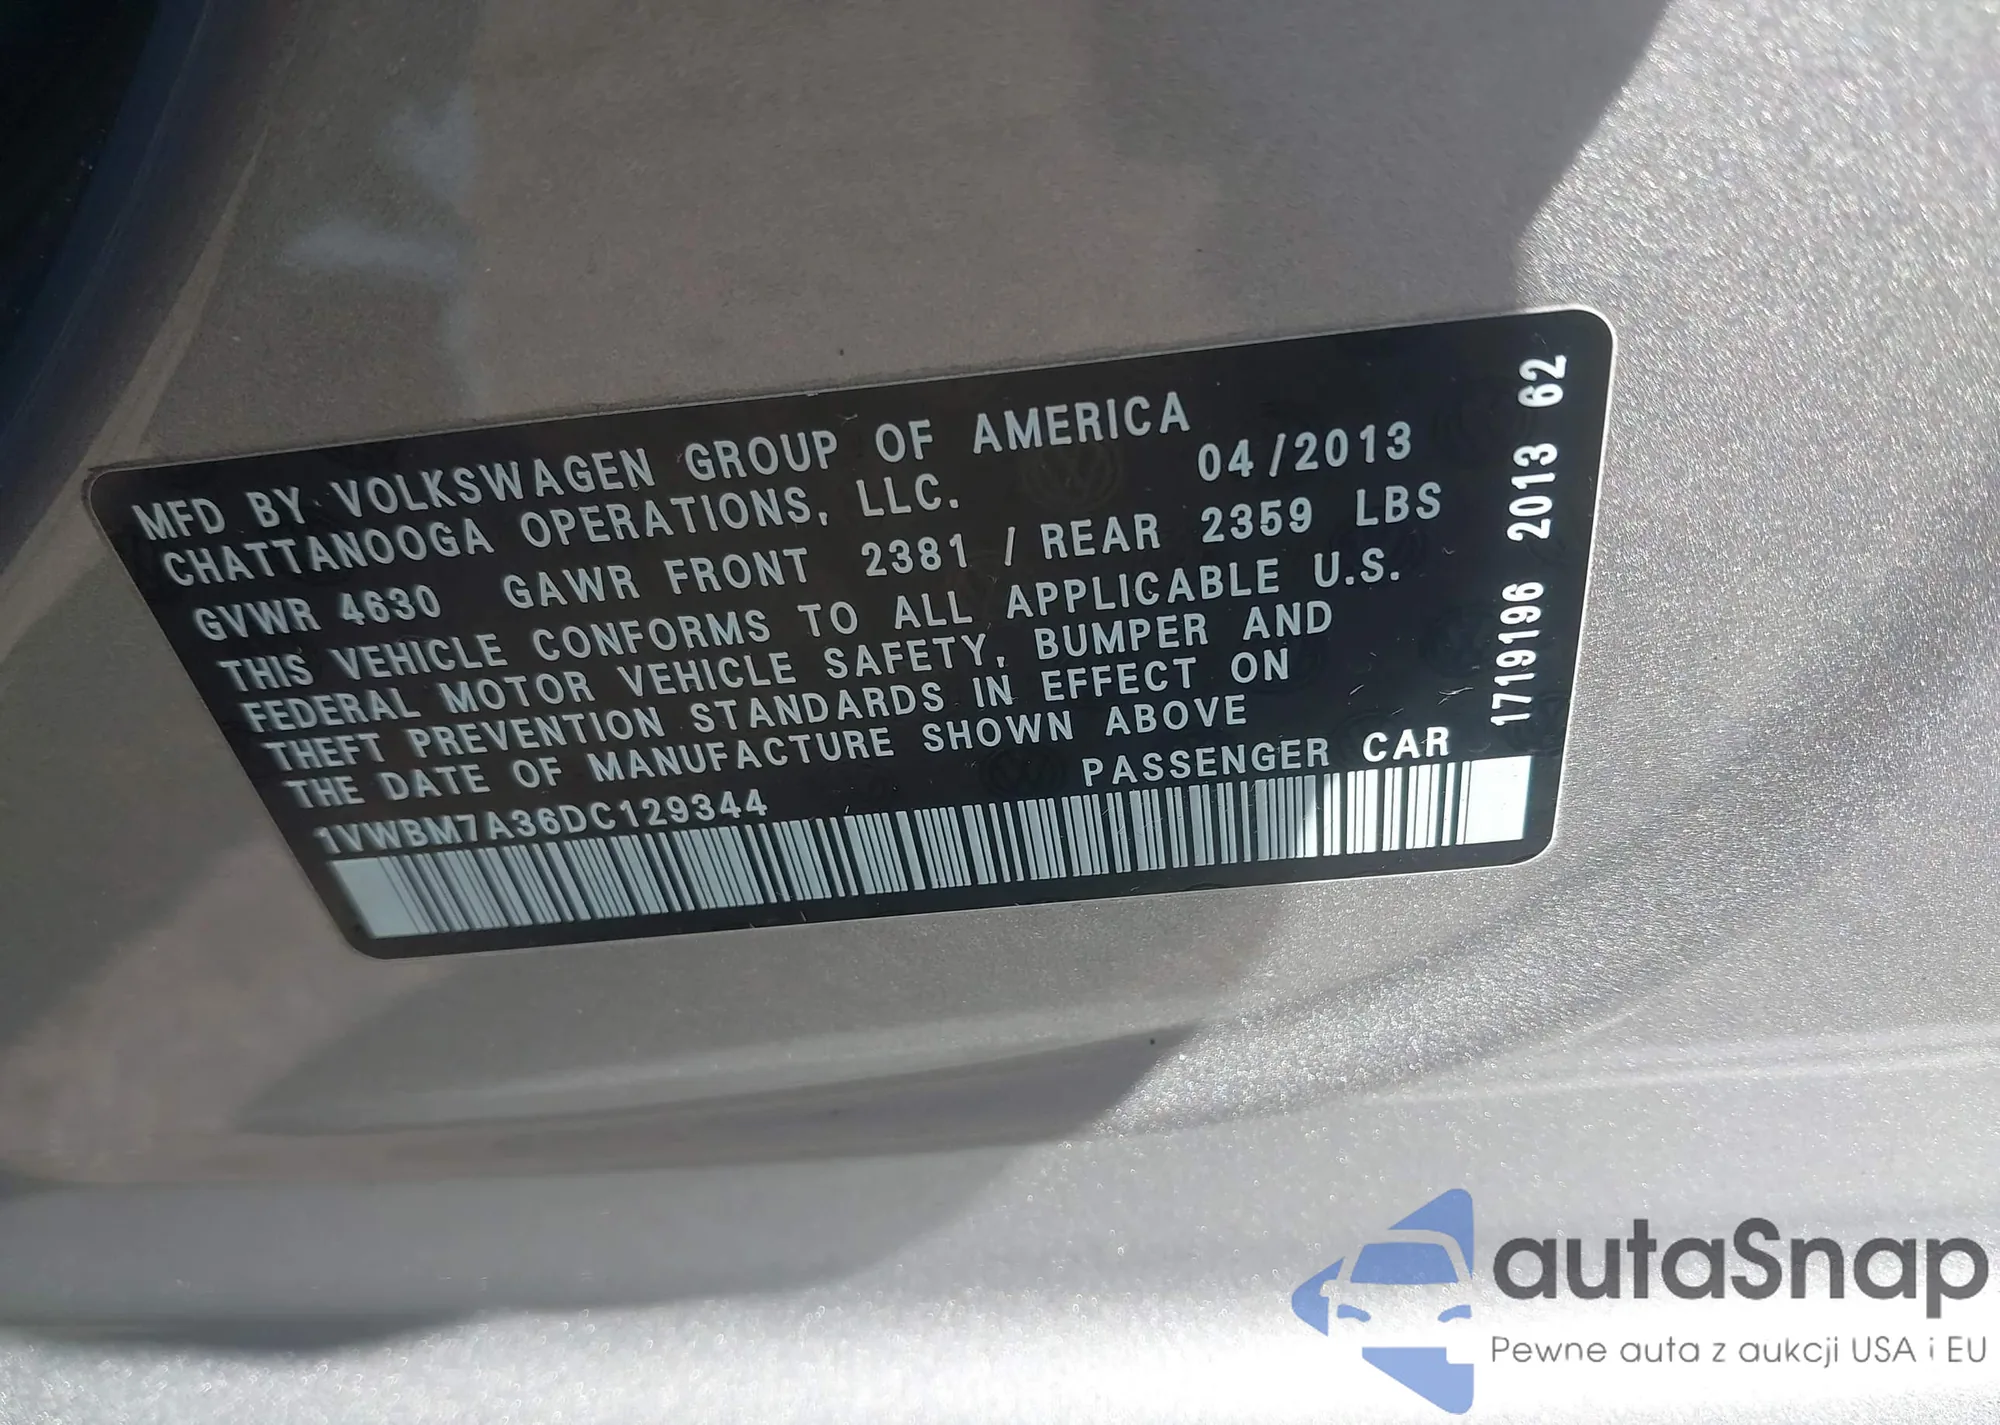 MFD BY VOLKSWAGEN GROUP OF AMERICA
CHATTANOOGA OPERATIONS, LLC. 04/2013
GVWR 4630 GAWR FRONT 2381 / REAR 2359 LBS
THIS VEHICLE CONFORMS TO ALL APPLICABLE U.S.
FEDERAL MOTOR VEHICLE SAFETY, BUMPER AND
THEFT PREVENTION STANDARDS IN EFFECT ON
THE DATE OF MANUFACTURE SHOWN ABOVE
1VWBM7A36DC129344 PASSENGER CAR
1719196 2013 62
autaSnap
Pewne auta z aukcji USA i EU